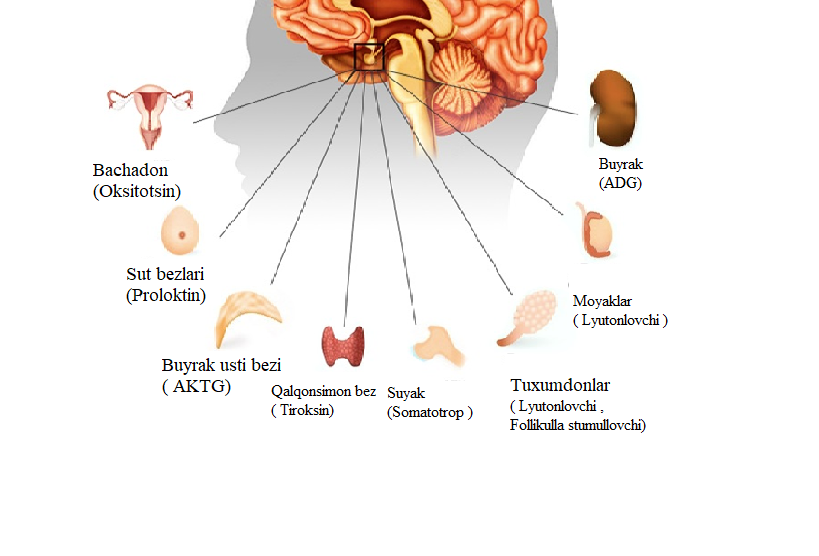 Bachadon
(Oksitotsin)
Sut bezlari
(Proloktin)
Buyrak usti bezi
( AKTG)
Qalqonsimon bez
( Tiroksin)
Suyak
(Somatotrop )
Tuxumdonlar
( Lyutonlovchi ,
Follikulla stumullovchi)
Moyaklar
( Lyutonlovchi )
Buyrak
(ADG)